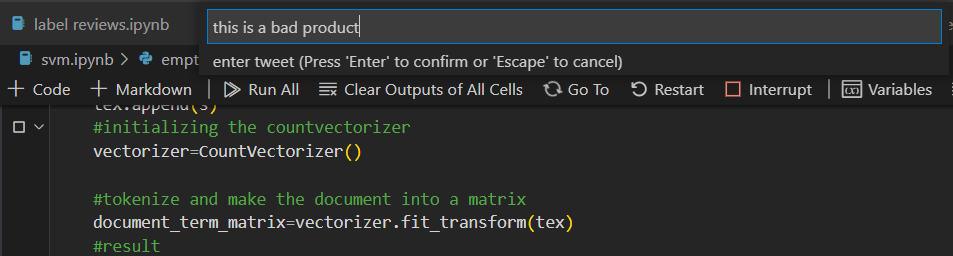 label reviews.ipynb
this is a bad product
enter tweet (Press 'Enter' to confirm or 'Escape' to cancel)
svm.ipynb > empt
+ Code + Markdown Run All Clear Outputs of All Cells Go To Restart Interrupt Variables
tex.append(s)
#initializing the countvectorizer
vectorizer=CountVectorizer()
#tokenize and make the document into a matrix
document_term_matrix=vectorizer.fit_transform(tex)
#result